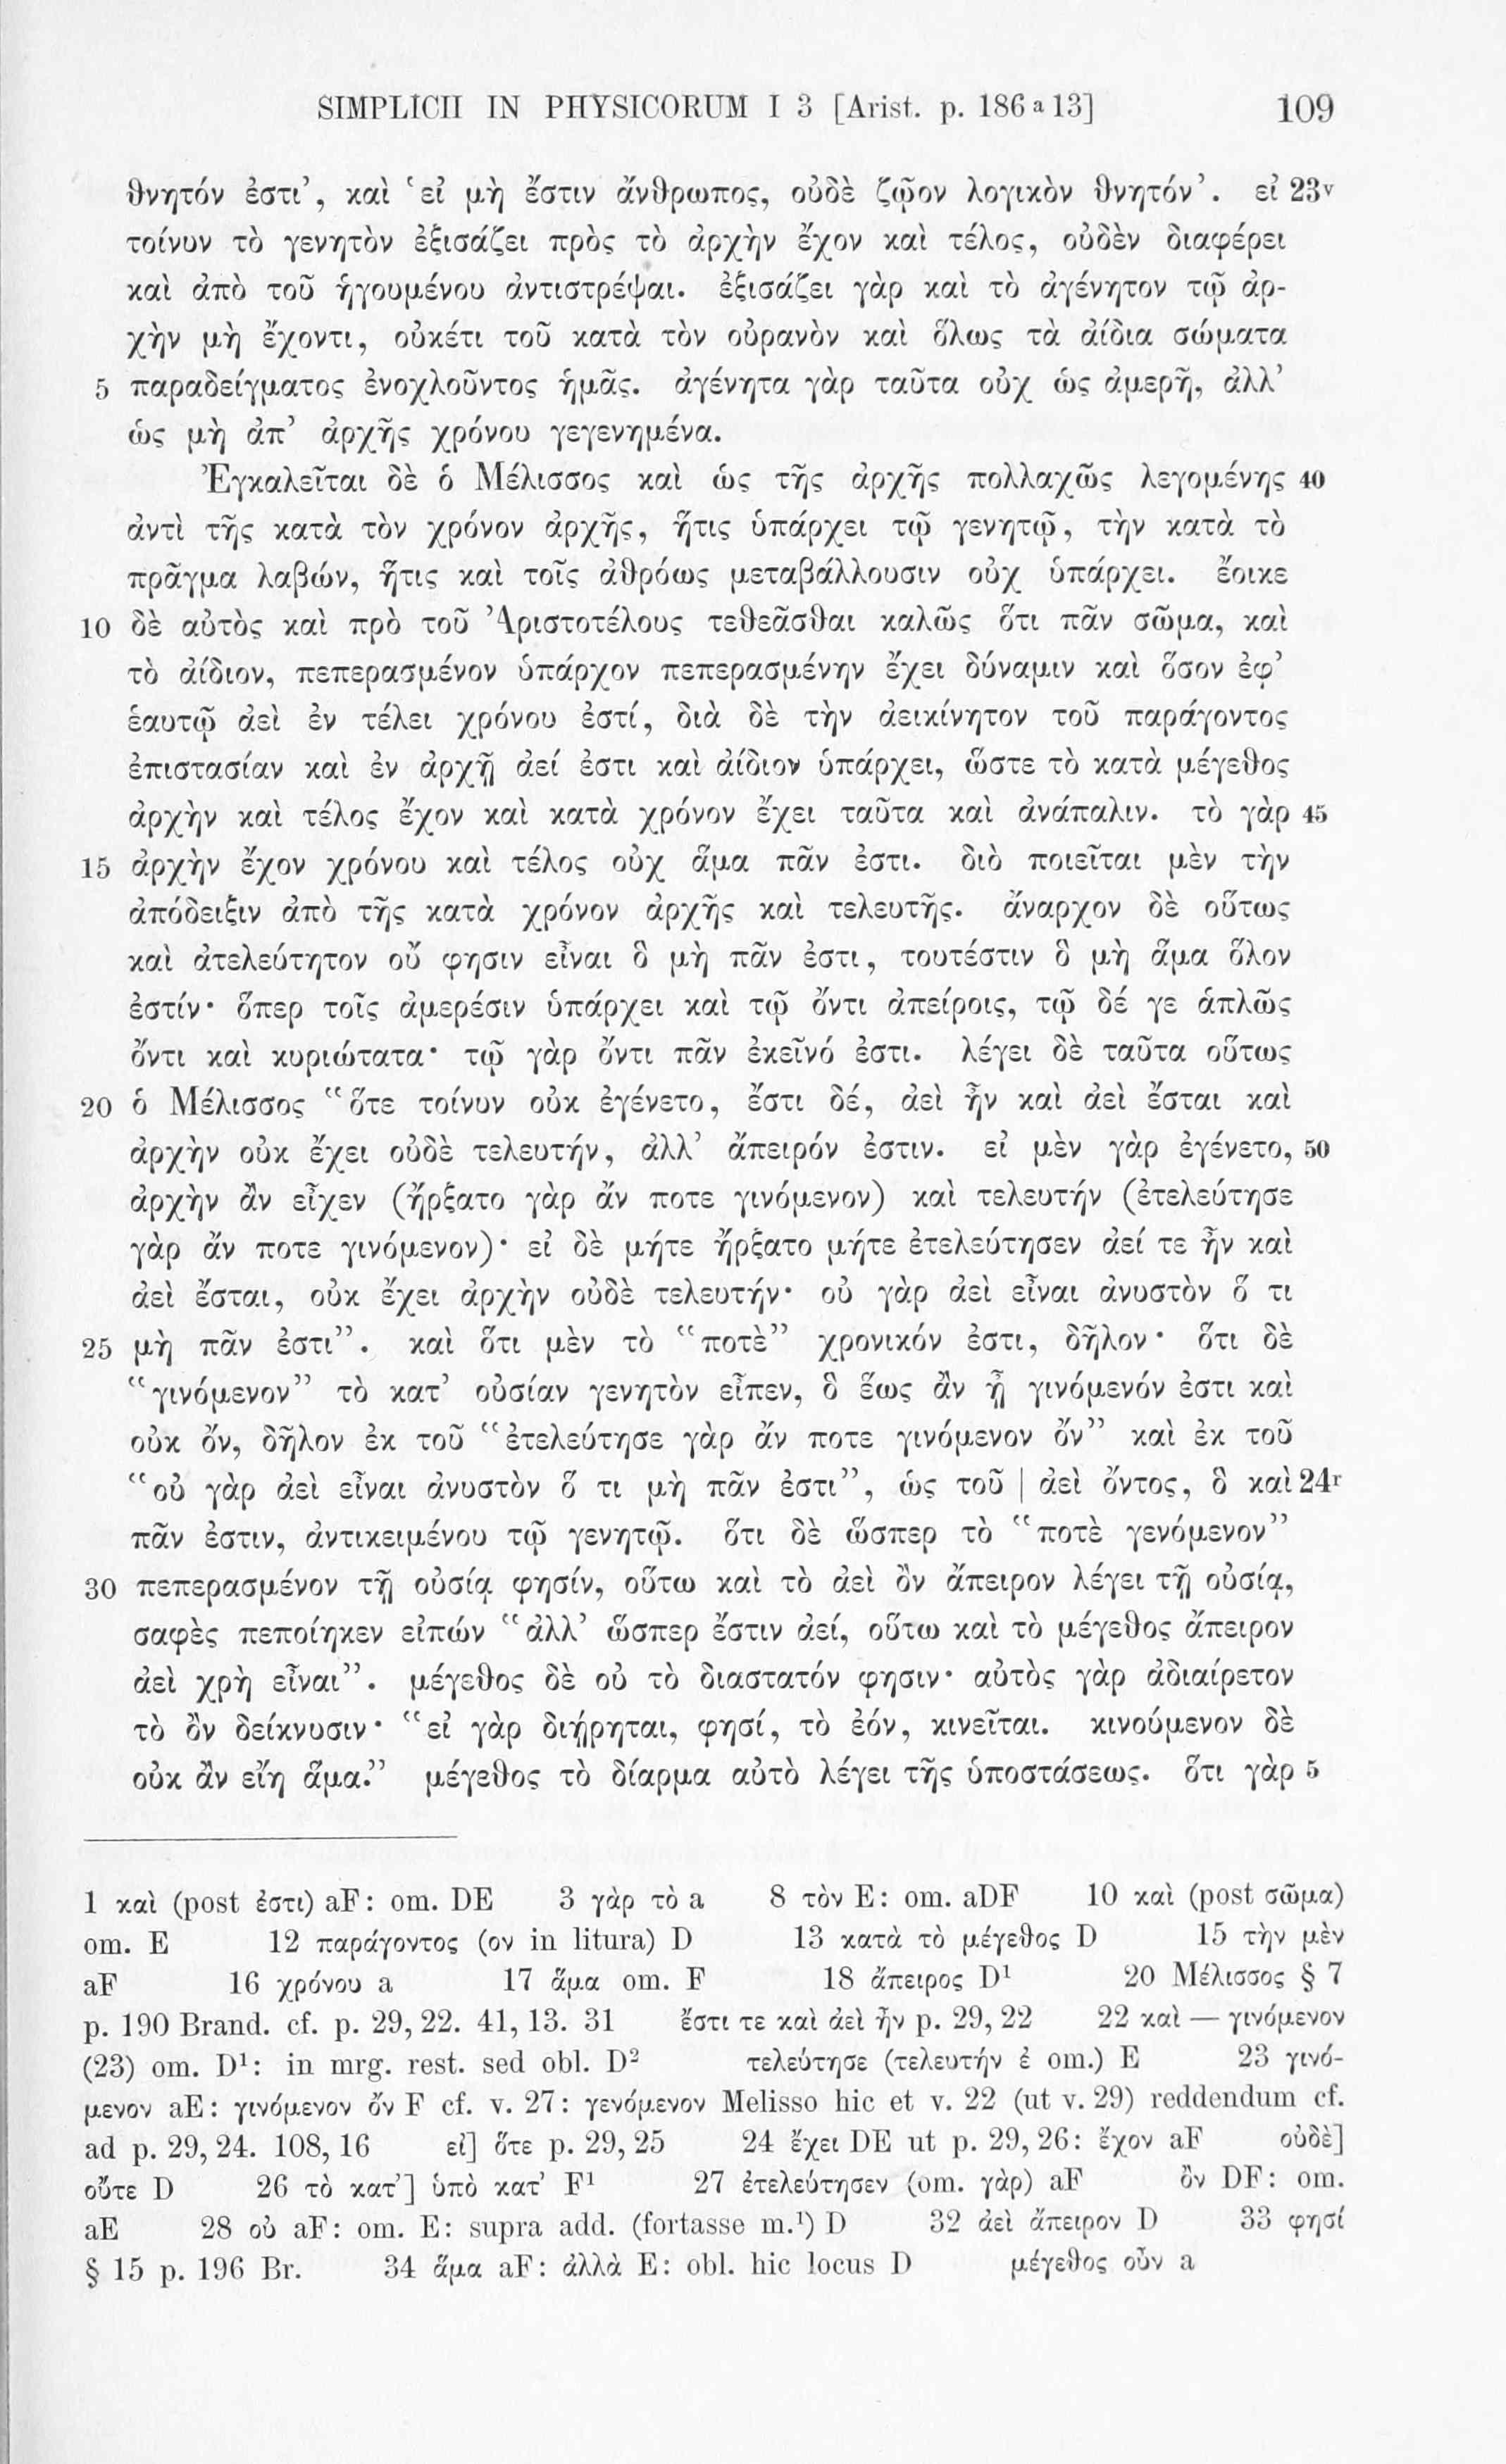 SIMPLICII IN PHYSICORUM I 3 [Arist. p. 186 a 13] 109
θνητόν ἐστι’, καὶ ‘εἰ μὴ ἔστιν ἄνθρωπος, οὐδὲ ζῷον λογικὸν θνητόν’. εἰ 23v
τοίνυν τὸ γενητὸν ἐξισάζει πρὸς τὸ ἀρχὴν ἔχον καὶ τέλος, οὐδὲν διαφέρει
καὶ ἀπὸ τοῦ ἡγουμένου ἀντιστρέψαι. ἐξισάζει γὰρ καὶ τὸ ἀγένητον τῷ ἀρ-
χὴν μὴ ἔχοντι, οὐκέτι τοῦ κατὰ τὸν οὐρανὸν καὶ ὅλως τὰ ἀίδια σώματα
5 παραδείγματος ἐνοχλοῦντος ἡμᾶς. ἀγένητα γὰρ ταῦτα οὐχ ὡς ἀμερῆ, ἀλλ’
ὡς μὴ ἀπ’ ἀρχῆς χρόνου γεγενημένα.
Ἐγκαλεῖται δὲ ὁ Μέλισσος καὶ ὡς τῆς ἀρχῆς πολλαχῶς λεγομένης 40
ἀντὶ τῆς κατὰ τὸν χρόνον ἀρχῆς, ἥτις ὑπάρχει τῷ γενητῷ, τὴν κατὰ τὸ
πρᾶγμα λαβών, ἥτις καὶ τοῖς ἀθρόως μεταβάλλουσιν οὐχ ὑπάρχει. ἔοικε
10 δὲ αὐτὸς καὶ πρὸ τοῦ Ἀριστοτέλους τεθεᾶσθαι καλῶς ὅτι πᾶν σῶμα, καὶ
τὸ ἀίδιον, πεπερασμένον ὑπάρχον πεπερασμένην ἔχει δύναμιν καὶ ὅσον ἐφ’
ἑαυτῷ ἀεὶ ἐν τέλει χρόνου ἐστί, διὰ δὲ τὴν ἀεικίνητον τοῦ παράγοντος
ἐπιστασίαν καὶ ἐν ἀρχῇ ἀεί ἐστι καὶ ἀίδιον ὑπάρχει, ὥστε τὸ κατὰ μέγεθος
ἀρχὴν καὶ τέλος ἔχον καὶ κατὰ χρόνον ἔχει ταῦτα καὶ ἀνάπαλιν. τὸ γὰρ 45
15 ἀρχὴν ἔχον χρόνου καὶ τέλος οὐχ ἅμα πᾶν ἐστι. διὸ ποιεῖται μὲν τὴν
ἀπόδειξιν ἀπὸ τῆς κατὰ χρόνον ἀρχῆς καὶ τελευτῆς. ἄναρχον δὲ οὕτως
καὶ ἀτελεύτητον οὔ φησιν εἶναι ὃ μὴ πᾶν ἐστι, τουτέστιν ὃ μὴ ἅμα ὅλον
ἐστίν· ὅπερ τοῖς ἀμερέσιν ὑπάρχει καὶ τῷ ὄντι ἀπείροις, τῷ δέ γε ἁπλῶς
ὄντι καὶ κυριώτατα· τῷ γὰρ ὄντι πᾶν ἐκεῖνό ἐστι. λέγει δὲ ταῦτα οὕτως
20 ὁ Μέλισσος “ὅτε τοίνυν οὐκ ἐγένετο, ἔστι δέ, ἀεὶ ἦν καὶ ἀεὶ ἔσται καὶ
ἀρχὴν οὐκ ἔχει οὐδὲ τελευτήν, ἀλλ’ ἄπειρόν ἐστιν. εἰ μὲν γὰρ ἐγένετο, 50
ἀρχὴν ἂν εἶχεν (ἤρξατο γὰρ ἄν ποτε γινόμενον) καὶ τελευτήν (ἐτελεύτησε
γὰρ ἄν ποτε γινόμενον)· εἰ δὲ μήτε ἤρξατο μήτε ἐτελεύτησεν ἀεί τε ἦν καὶ
ἀεὶ ἔσται, οὐκ ἔχει ἀρχὴν οὐδὲ τελευτήν· οὐ γὰρ ἀεὶ εἶναι ἀνυστὸν ὅ τι
25 μὴ πᾶν ἐστι”. καὶ ὅτι μὲν τὸ “ποτὲ” χρονικόν ἐστι, δῆλον· ὅτι δὲ
“γινόμενον” τὸ κατ’ οὐσίαν γενητὸν εἶπεν, ὃ ἕως ἂν ᾖ γινόμενόν ἐστι καὶ
οὐκ ὄν, δῆλον ἐκ τοῦ “ἐτελεύτησε γὰρ ἄν ποτε γινόμενον ὄν” καὶ ἐκ τοῦ
“οὐ γὰρ ἀεὶ εἶναι ἀνυστὸν ὅ τι μὴ πᾶν ἐστι”, ὡς τοῦ | ἀεὶ ὄντος, ὃ καὶ 24r
πᾶν ἐστιν, ἀντικειμένου τῷ γενητῷ. ὅτι δὲ ὥσπερ τὸ “ποτὲ γενόμενον”
30 πεπερασμένον τῇ οὐσίᾳ φησίν, οὕτω καὶ τὸ ἀεὶ ὂν ἄπειρον λέγει τῇ οὐσίᾳ,
σαφὲς πεποίηκεν εἰπών “ἀλλ’ ὥσπερ ἔστιν ἀεί, οὕτω καὶ τὸ μέγεθος ἄπειρον
ἀεὶ χρὴ εἶναι”. μέγεθος δὲ οὐ τὸ διαστατόν φησιν· αὐτὸς γὰρ ἀδιαίρετον
τὸ ὂν δείκνυσιν· “εἰ γὰρ διῄρηται, φησί, τὸ ἐόν, κινεῖται. κινούμενον δὲ
οὐκ ἂν εἴη ἅμα.” μέγεθος τὸ δίαρμα αὐτὸ λέγει τῆς ὑποστάσεως. ὅτι γὰρ 5
1 καὶ (post ἐστι) aF: om. DE 3 γὰρ τὸ a 8 τὸν E: om. aDF 10 καὶ (post σῶμα)
om. E 12 παράγοντος (ον in litura) D 13 κατὰ τὸ μέγεθος D 15 τὴν μὲν
aF 16 χρόνου a 17 ἅμα om. F 18 ἄπειρος D¹ 20 Μέλισσος § 7
p. 190 Brand. cf. p. 29, 22. 41, 13. 31 ἔστι τε καὶ ἀεὶ ἦν p. 29, 22 22 καὶ — γινόμενον
(23) om. D¹: in mrg. rest. sed obl. D² τελεύτησε (τελευτήν ἐ om.) E 23 γινό-
μενον aE: γινόμενον ὄν F cf. v. 27: γενόμενον Melisso hic et v. 22 (ut v. 29) reddendum cf.
ad p. 29, 24. 108, 16 εἰ] ὅτε p. 29, 25 24 ἔχει DE ut p. 29, 26: ἔχον aF οὐδὲ]
οὔτε D 26 τὸ κατ’] ὑπὸ κατ’ F¹ 27 ἐτελεύτησεν (om. γὰρ) aF ὂν DF: om.
aE 28 οὐ aF: om. E: supra add. (fortasse m.¹) D 32 ἀεὶ ἄπειρον D 33 φησί
§ 15 p. 196 Br. 34 ἅμα aF: ἀλλὰ E: obl. hic locus D μέγεθος οὖν a